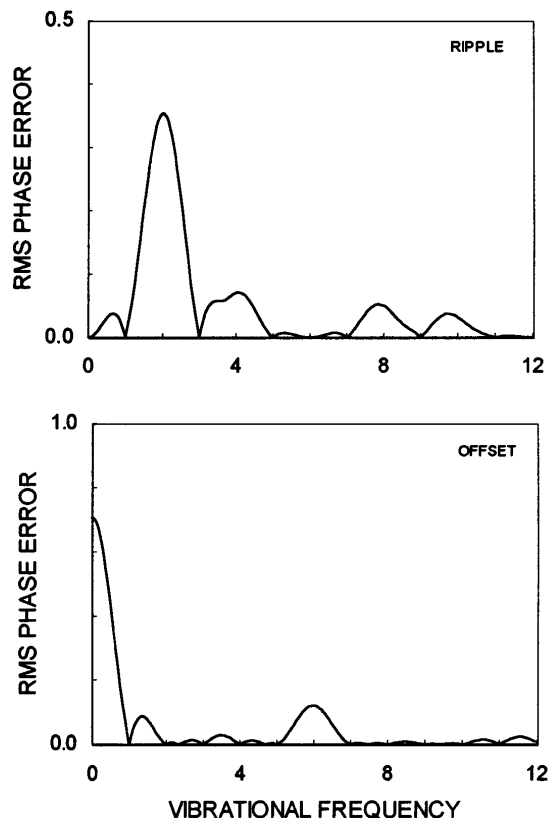 0.5
RIPPLE
RMS PHASE ERROR
0.0
0 4 8 12
1.0
OFFSET
RMS PHASE ERROR
0.0
0 4 8 12
VIBRATIONAL FREQUENCY